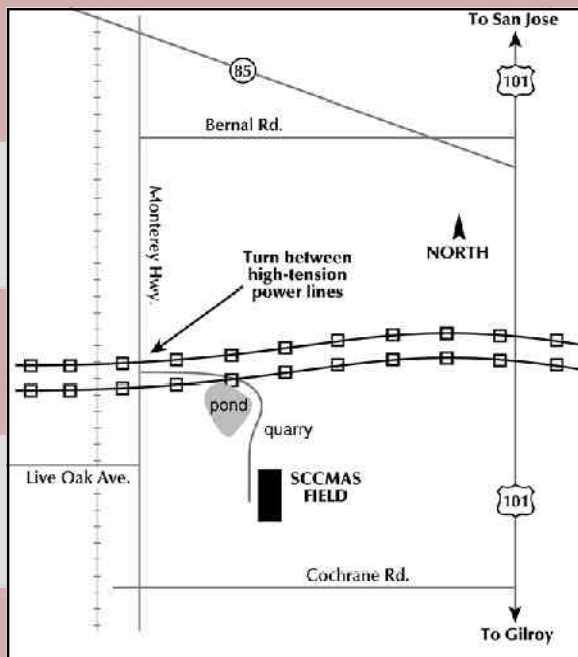 To San Jose
101
85
Bernal Rd.
Monterey Hwy.
NORTH
Turn between
high-tension
power lines
pond
quarry
Live Oak Ave.
SCCMAS
FIELD
101
Cochrane Rd.
To Gilroy